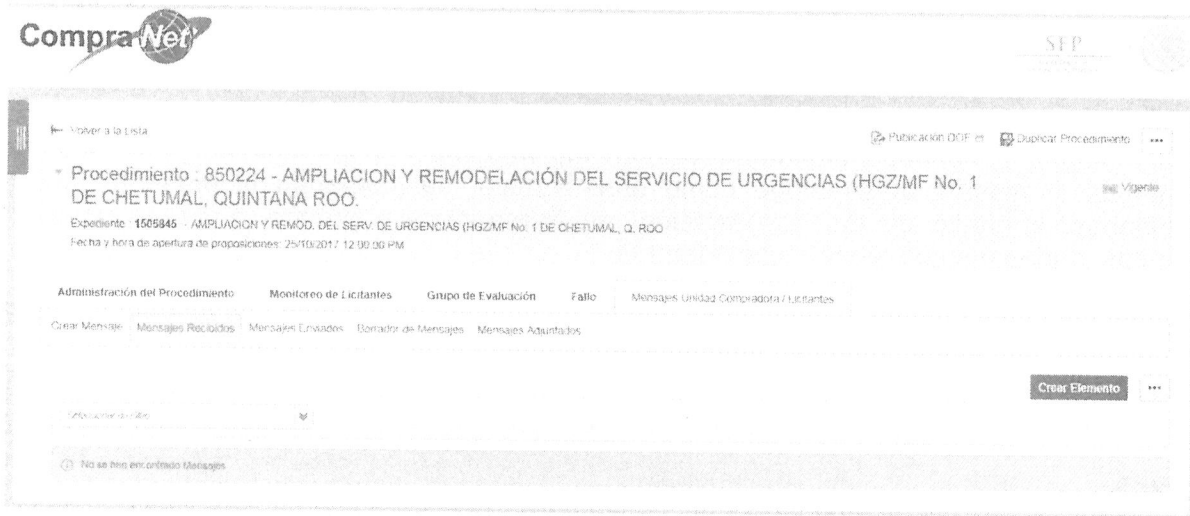 CompraNet
SFP
Volver a la Lista
Publicación DOF
Duplicar Procedimiento
Procedimiento : 850224 - AMPLIACION Y REMODELACIÓN DEL SERVICIO DE URGENCIAS (HGZ/MF No. 1
DE CHETUMAL, QUINTANA ROO.
Vigente
Expediente : 1505845 - AMPLIACION Y REMOD. DEL SERV. DE URGENCIAS (HGZ/MF No. 1 DE CHETUMAL, Q. ROO
Fecha y hora de apertura de proposiciones: 25/10/2017 12:00:00 PM
Administración del Procedimiento Monitoreo de Licitantes Grupo de Evaluación Fallo Mensajes Unidad Compradora / Licitantes
Crear Mensaje Mensajes Recibidos Mensajes Enviados Borrador de Mensajes Mensajes Adjuntados
Crear Elemento
No se han encontrado Mensajes